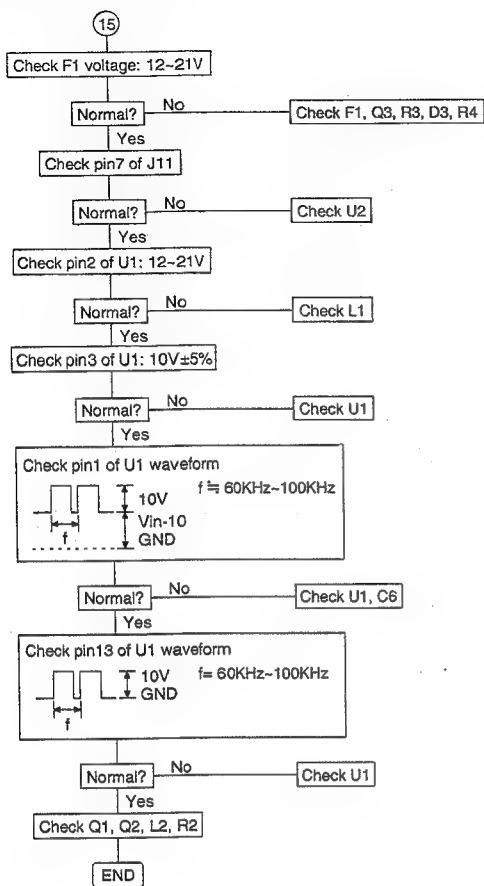 15
Check F1 voltage: 12~21V
Normal?
No
Check F1, Q3, R3, D3, R4
Yes
Check pin7 of J11
Normal?
No
Check U2
Yes
Check pin2 of U1: 12~21V
Normal?
No
Check L1
Yes
Check pin3 of U1: 10V±5%
Normal?
No
Check U1
Yes
Check pin1 of U1 waveform
f ≒ 60KHz~100KHz
10V
Vin-10
GND
f
Normal?
No
Check U1, C6
Yes
Check pin13 of U1 waveform
f= 60KHz~100KHz
10V
GND
f
Normal?
No
Check U1
Yes
Check Q1, Q2, L2, R2
END